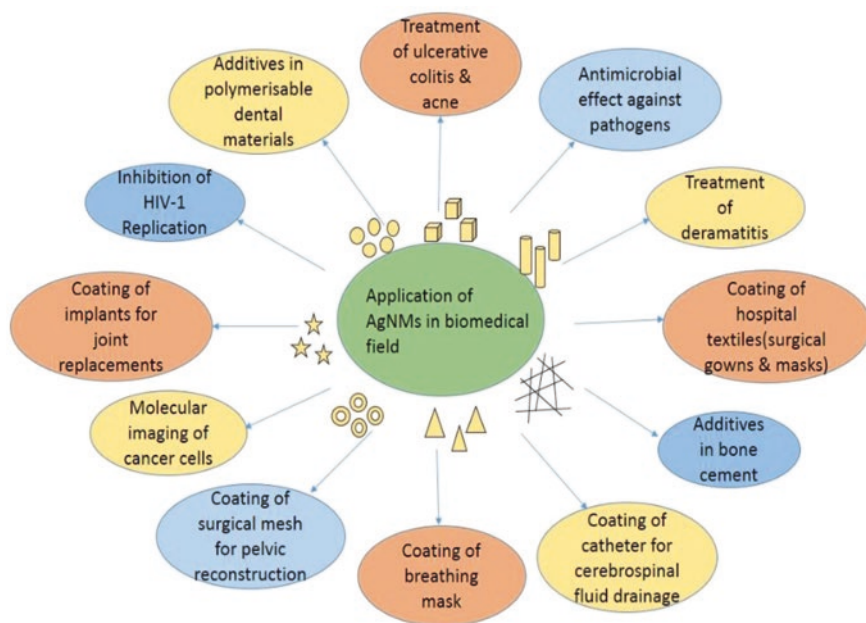 Treatment
of ulcerative
colitis &
acne
Antimicrobial
effect against
pathogens
Treatment
of
deramatitis
Coating of
hospital
textiles(surgical
gowns & masks)
Additives
in bone
cement
Coating of
catheter for
cerebrospinal
fluid drainage
Coating of
breathing
mask
Coating of
surgical mesh
for pelvic
reconstruction
Molecular
imaging of
cancer cells
Coating of
implants for
joint
replacements
Inhibition of
HIV-1
Replication
Additives in
polymerisable
dental
materials
Application of
AgNMs in biomedical
field